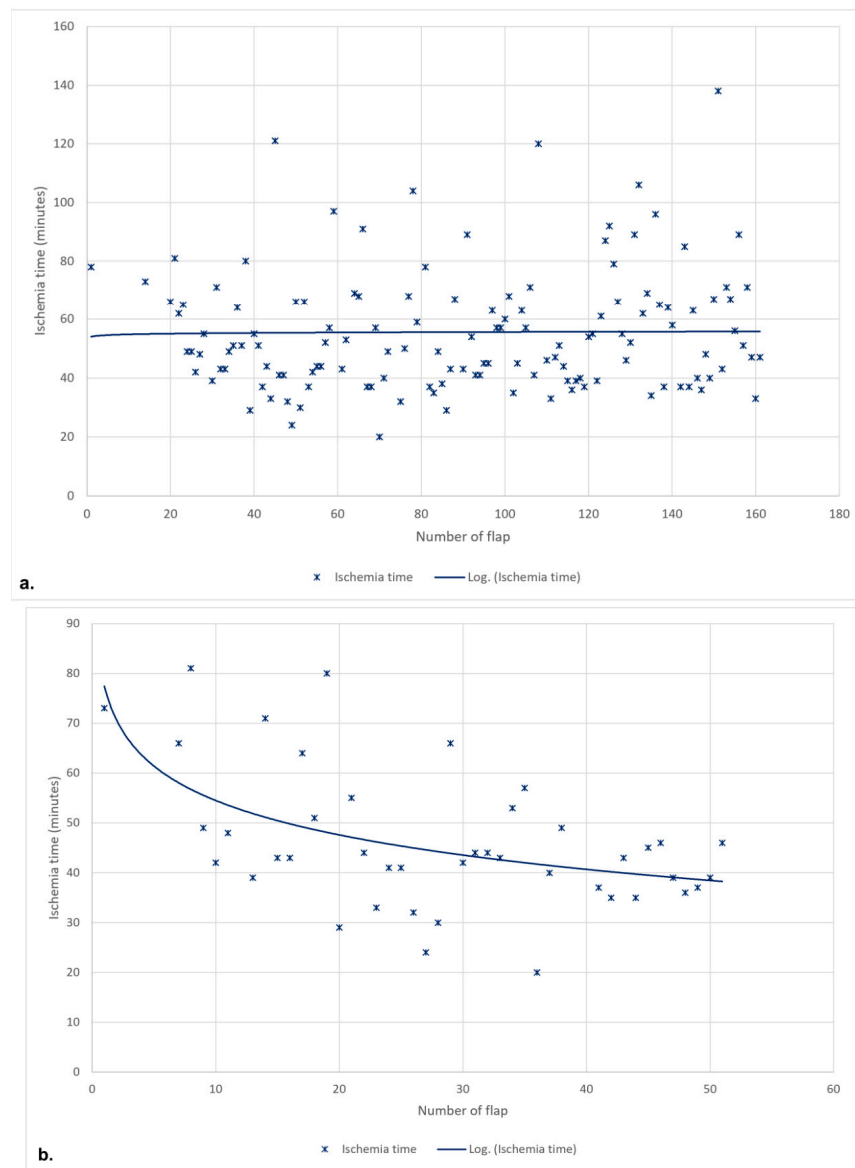 160
140
120
100
80
60
40
20
0
Ischemia time (minutes)
0 20 40 60 80 100 120 140 160 180
Number of flap
Ischemia time Log. (Ischemia time)
a.
90
80
70
60
50
40
30
20
10
0
Ischemia time (minutes)
0 10 20 30 40 50 60
Number of flap
Ischemia time Log. (Ischemia time)
b.